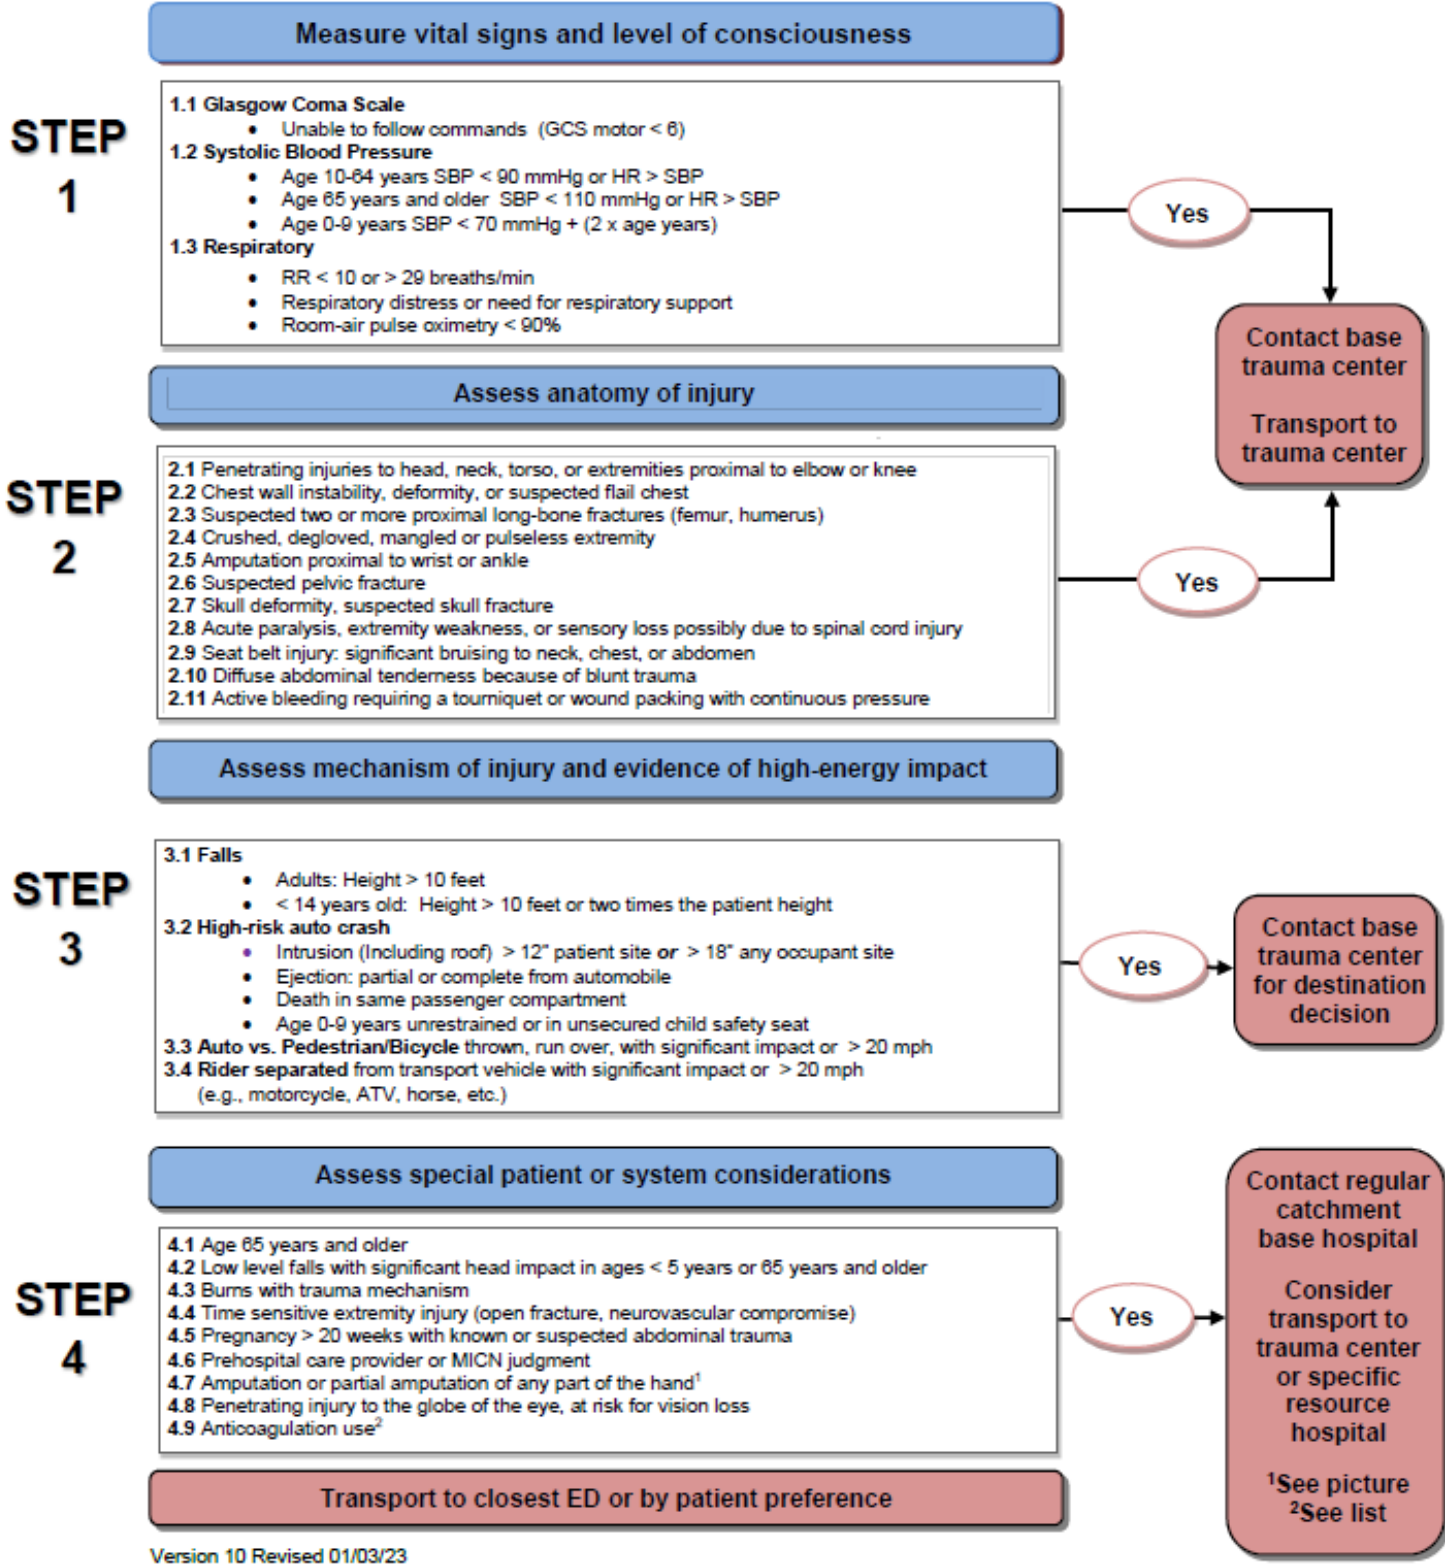 Measure vital signs and level of consciousness
STEP
1
1.1 Glasgow Coma Scale
• Unable to follow commands (GCS motor < 6)
1.2 Systolic Blood Pressure
• Age 10-64 years SBP < 90 mmHg or HR > SBP
• Age 65 years and older SBP < 110 mmHg or HR > SBP
• Age 0-9 years SBP < 70 mmHg + (2 x age years)
1.3 Respiratory
• RR < 10 or > 29 breaths/min
• Respiratory distress or need for respiratory support
• Room-air pulse oximetry < 90%
Yes
Contact base
trauma center
Transport to
trauma center
Assess anatomy of injury
STEP
2
2.1 Penetrating injuries to head, neck, torso, or extremities proximal to elbow or knee
2.2 Chest wall instability, deformity, or suspected flail chest
2.3 Suspected two or more proximal long-bone fractures (femur, humerus)
2.4 Crushed, degloved, mangled or pulseless extremity
2.5 Amputation proximal to wrist or ankle
2.6 Suspected pelvic fracture
2.7 Skull deformity, suspected skull fracture
2.8 Acute paralysis, extremity weakness, or sensory loss possibly due to spinal cord injury
2.9 Seat belt injury: significant bruising to neck, chest, or abdomen
2.10 Diffuse abdominal tenderness because of blunt trauma
2.11 Active bleeding requiring a tourniquet or wound packing with continuous pressure
Yes
Assess mechanism of injury and evidence of high-energy impact
STEP
3
3.1 Falls
• Adults: Height > 10 feet
• < 14 years old: Height > 10 feet or two times the patient height
3.2 High-risk auto crash
• Intrusion (Including roof) > 12" patient site or > 18" any occupant site
• Ejection: partial or complete from automobile
• Death in same passenger compartment
• Age 0-9 years unrestrained or in unsecured child safety seat
3.3 Auto vs. Pedestrian/Bicycle thrown, run over, with significant impact or > 20 mph
3.4 Rider separated from transport vehicle with significant impact or > 20 mph
(e.g., motorcycle, ATV, horse, etc.)
Yes
Contact base
trauma center
for destination
decision
Assess special patient or system considerations
STEP
4
4.1 Age 65 years and older
4.2 Low level falls with significant head impact in ages < 5 years or 65 years and older
4.3 Burns with trauma mechanism
4.4 Time sensitive extremity injury (open fracture, neurovascular compromise)
4.5 Pregnancy > 20 weeks with known or suspected abdominal trauma
4.6 Prehospital care provider or MICN judgment
4.7 Amputation or partial amputation of any part of the hand¹
4.8 Penetrating injury to the globe of the eye, at risk for vision loss
4.9 Anticoagulation use²
Yes
Contact regular
catchment
base hospital
Consider
transport to
trauma center
or specific
resource
hospital
¹See picture
²See list
Transport to closest ED or by patient preference
Version 10 Revised 01/03/23